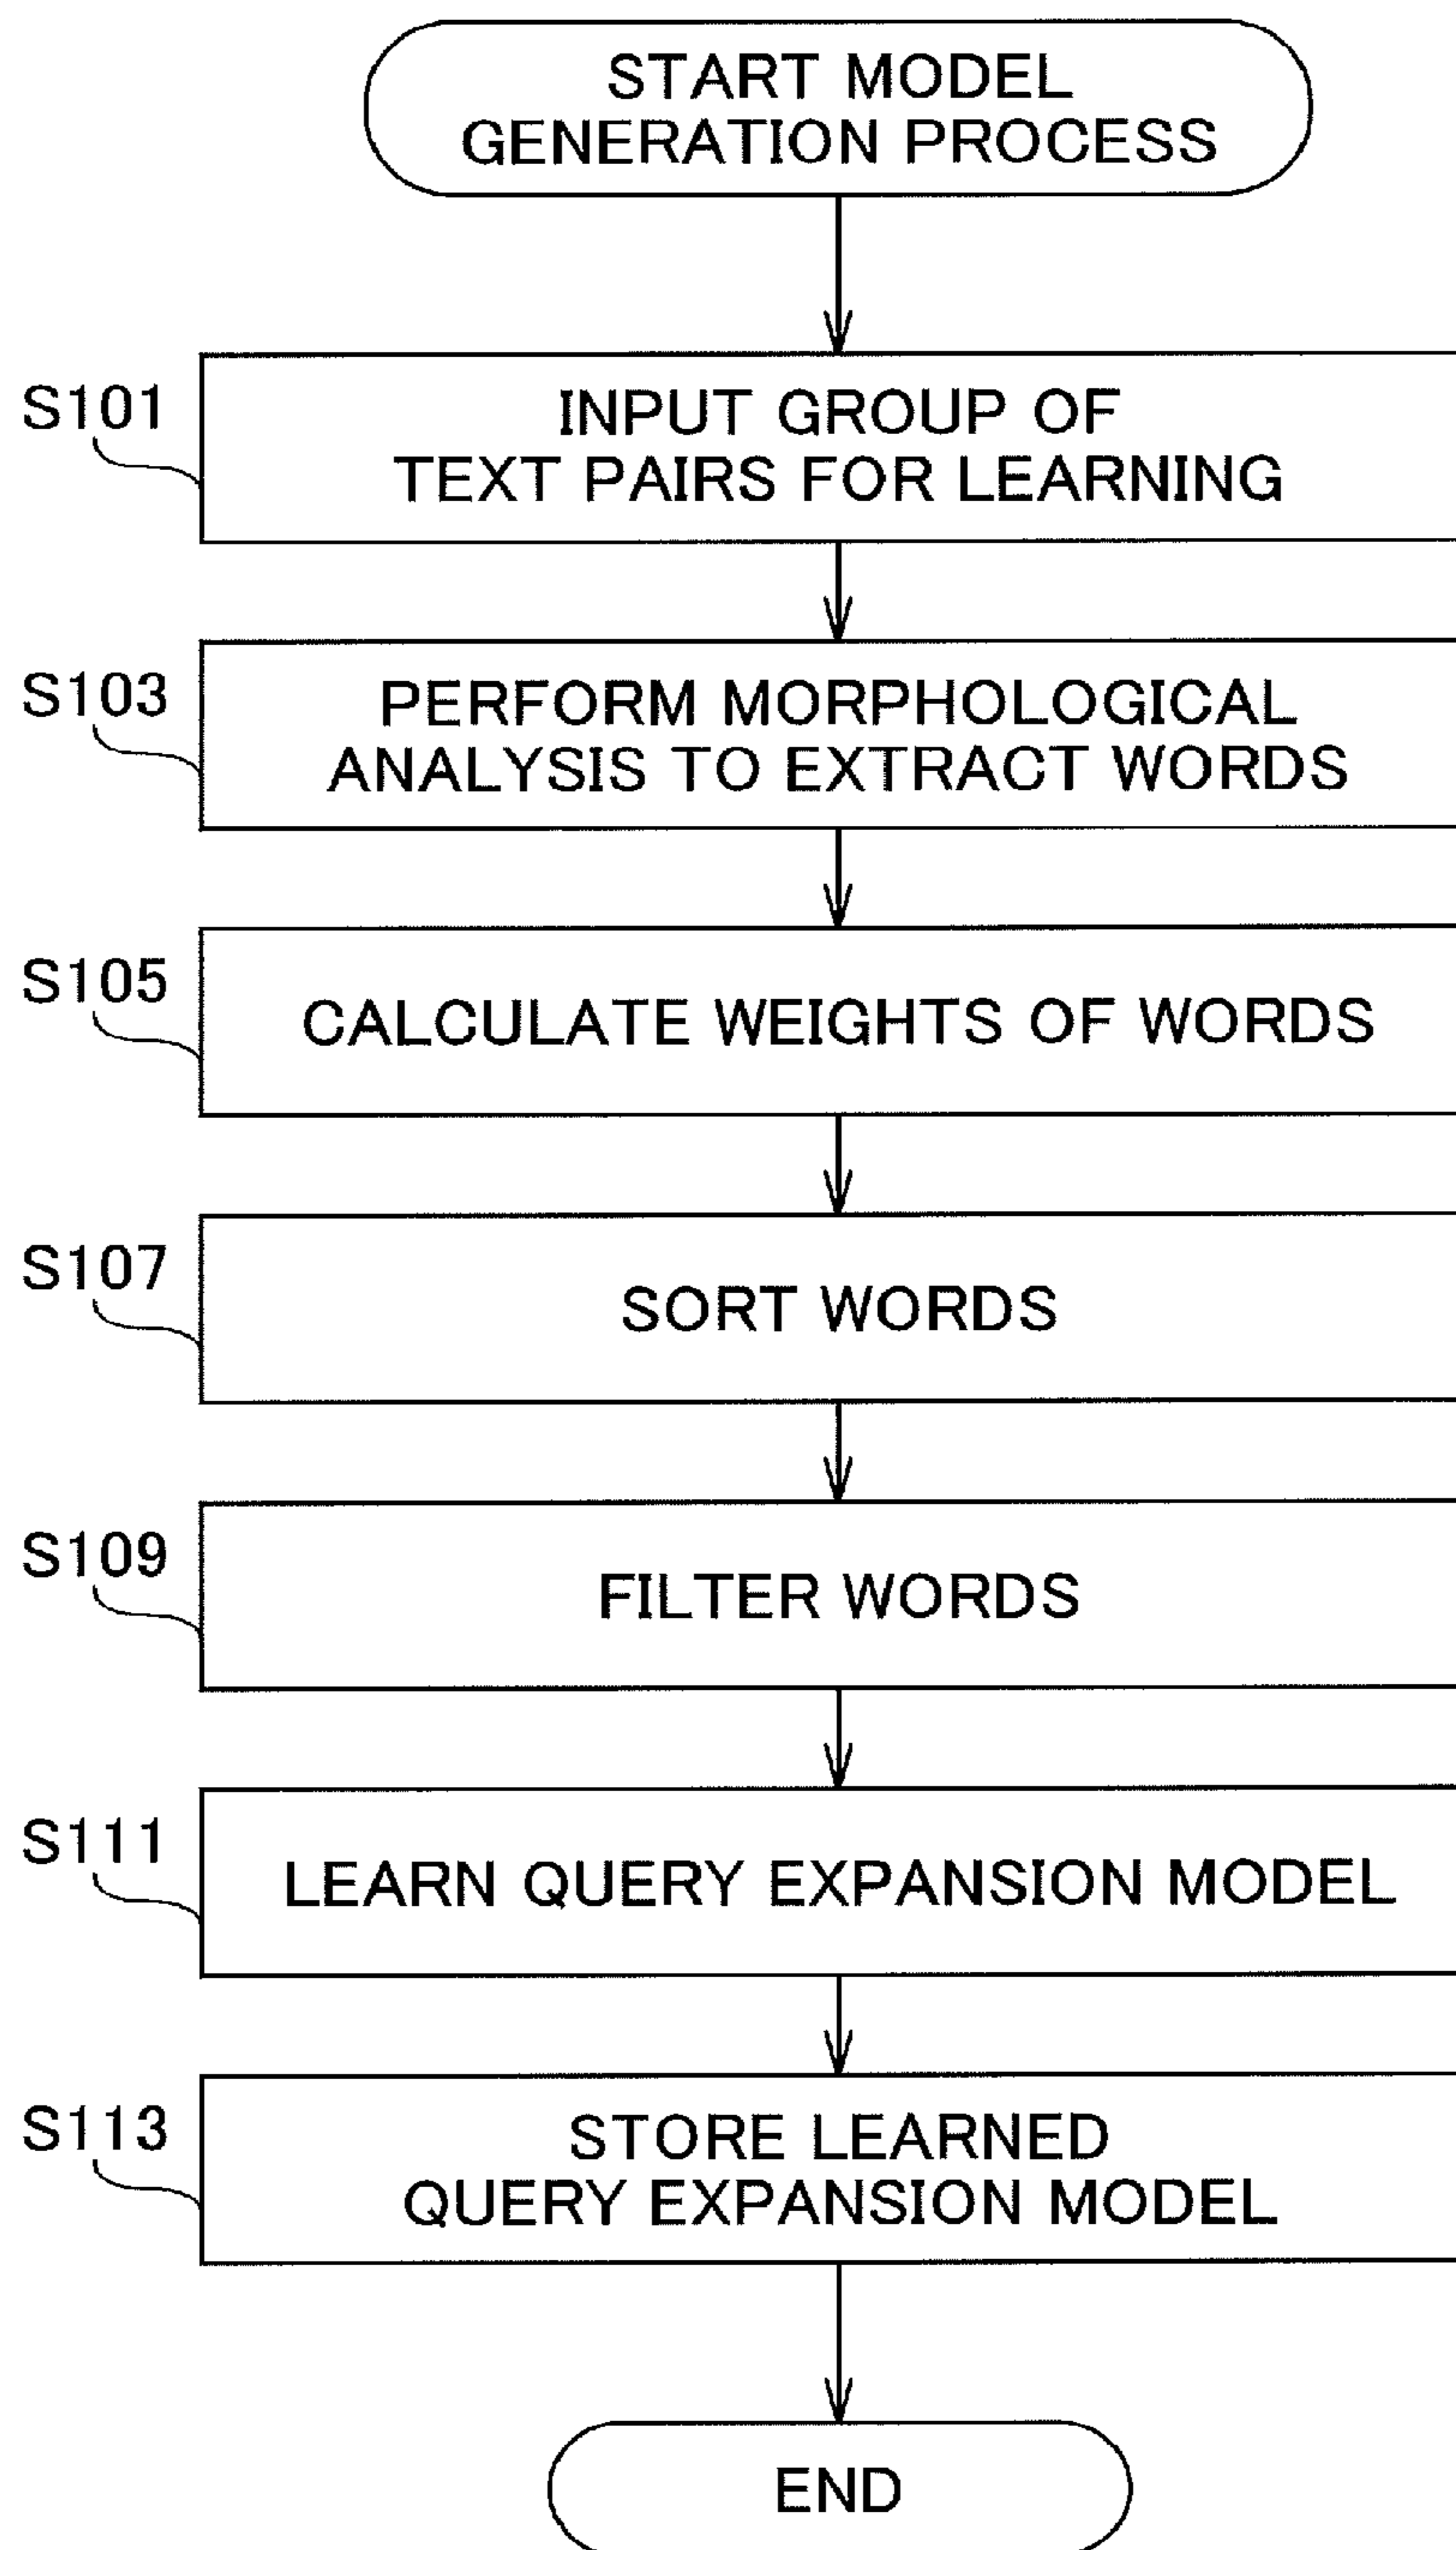 START MODEL
GENERATION PROCESS
S101
INPUT GROUP OF
TEXT PAIRS FOR LEARNING
S103
PERFORM MORPHOLOGICAL
ANALYSIS TO EXTRACT WORDS
S105
CALCULATE WEIGHTS OF WORDS
S107
SORT WORDS
S109
FILTER WORDS
S111
LEARN QUERY EXPANSION MODEL
S113
STORE LEARNED
QUERY EXPANSION MODEL
END